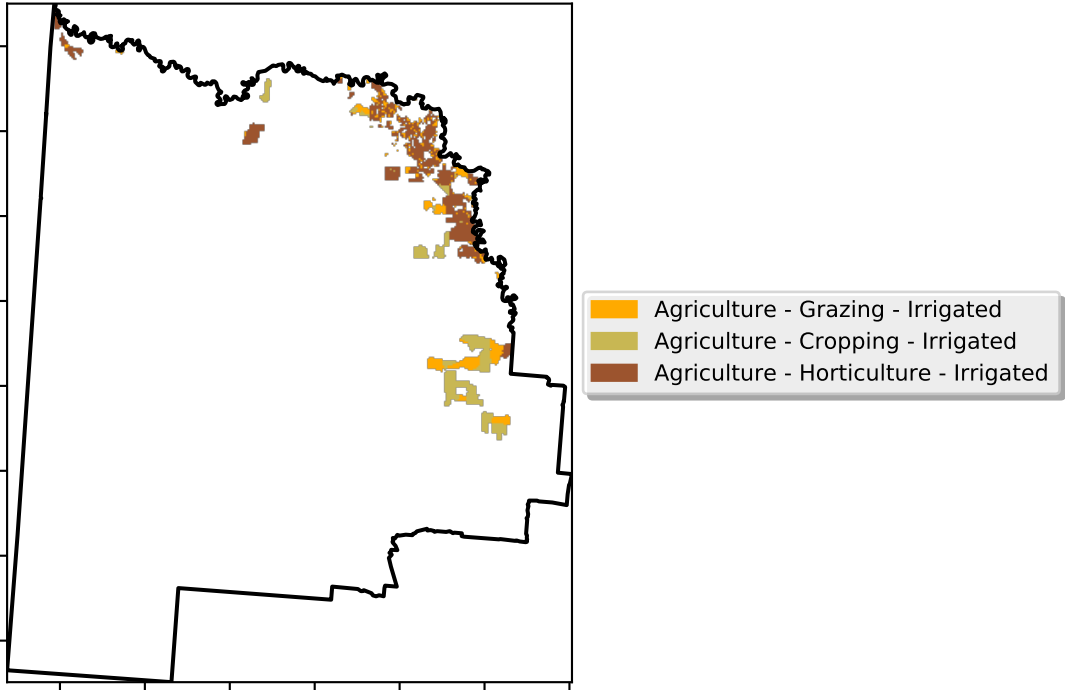 Agriculture - Grazing - Irrigated
Agriculture - Cropping - Irrigated
Agriculture - Horticulture - Irrigated